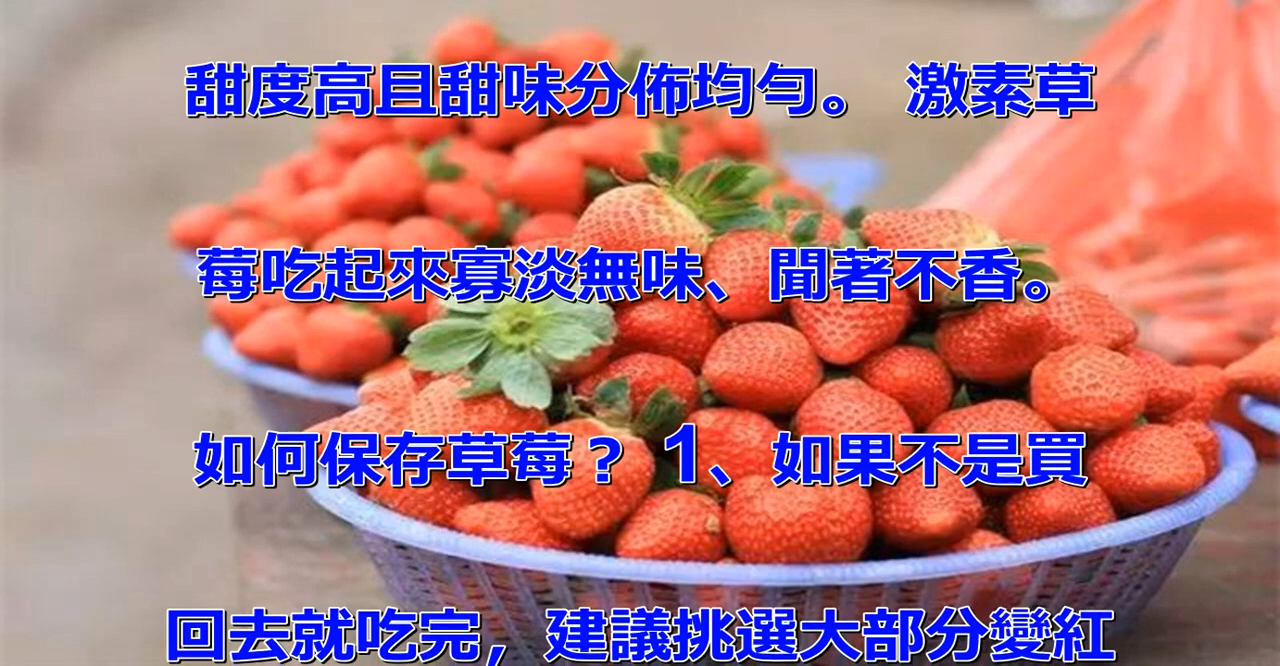 甜度高且甜味分佈均勻。 激素草
莓吃起來寡淡無味、聞著不香。
如何保存草莓？ 1、如果不是買
回去就吃完，建議挑選大部分變紅